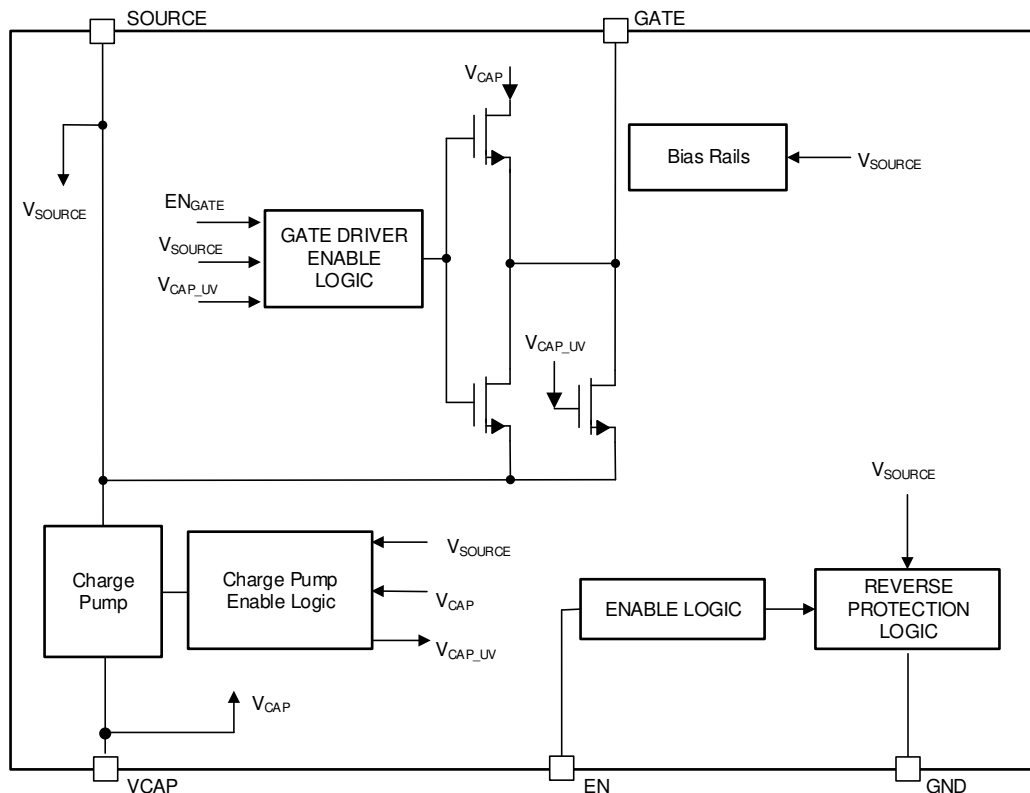 SOURCE
GATE
VCAP
Bias Rails
VSOURCE
VSOURCE
ENGATE
VSOURCE
VCAP_UV
GATE DRIVER
ENABLE
LOGIC
VCAP_UV
VSOURCE
Charge
Pump
Charge Pump
Enable Logic
VSOURCE
VCAP
VCAP_UV
ENABLE LOGIC
REVERSE
PROTECTION
LOGIC
VCAP
VCAP
EN
GND